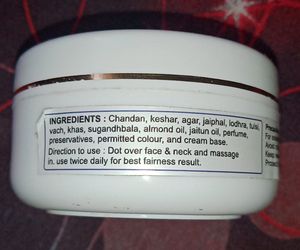 INGREDIENTS : Chandan, keshar, agar, jaiphal, lodhra, tulsi,
vach, khas, sugandhbala, almond oil, jaitun oil, perfume,
preservatives, permitted colour, and cream base.
Direction to use : Dot over face & neck and massage
in. use twice daily for best fairness result.